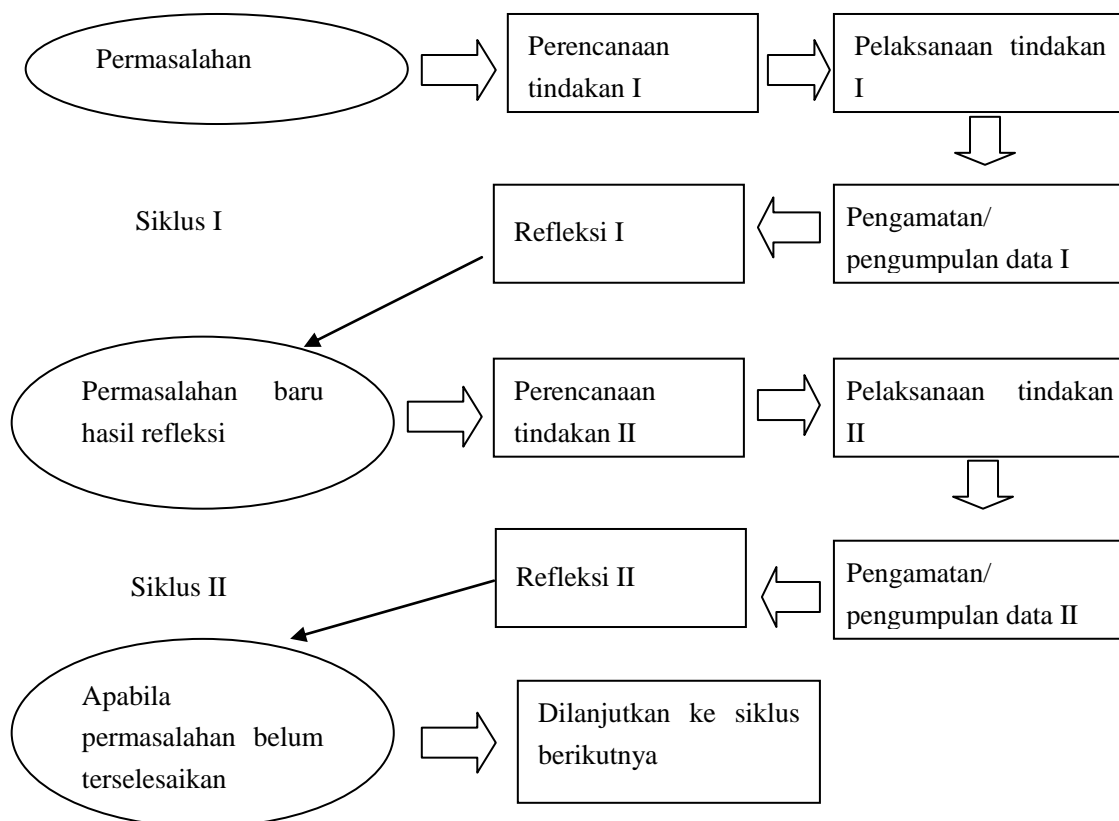 Permasalahan
Perencanaan
tindakan I
Pelaksanaan tindakan
I
Siklus I
Refleksi I
Pengamatan/
pengumpulan data I
Permasalahan baru
hasil refleksi
Perencanaan
tindakan II
Pelaksanaan tindakan
II
Siklus II
Refleksi II
Pengamatan/
pengumpulan data II
Apabila
permasalahan belum
terselesaikan
Dilanjutkan ke siklus
berikutnya